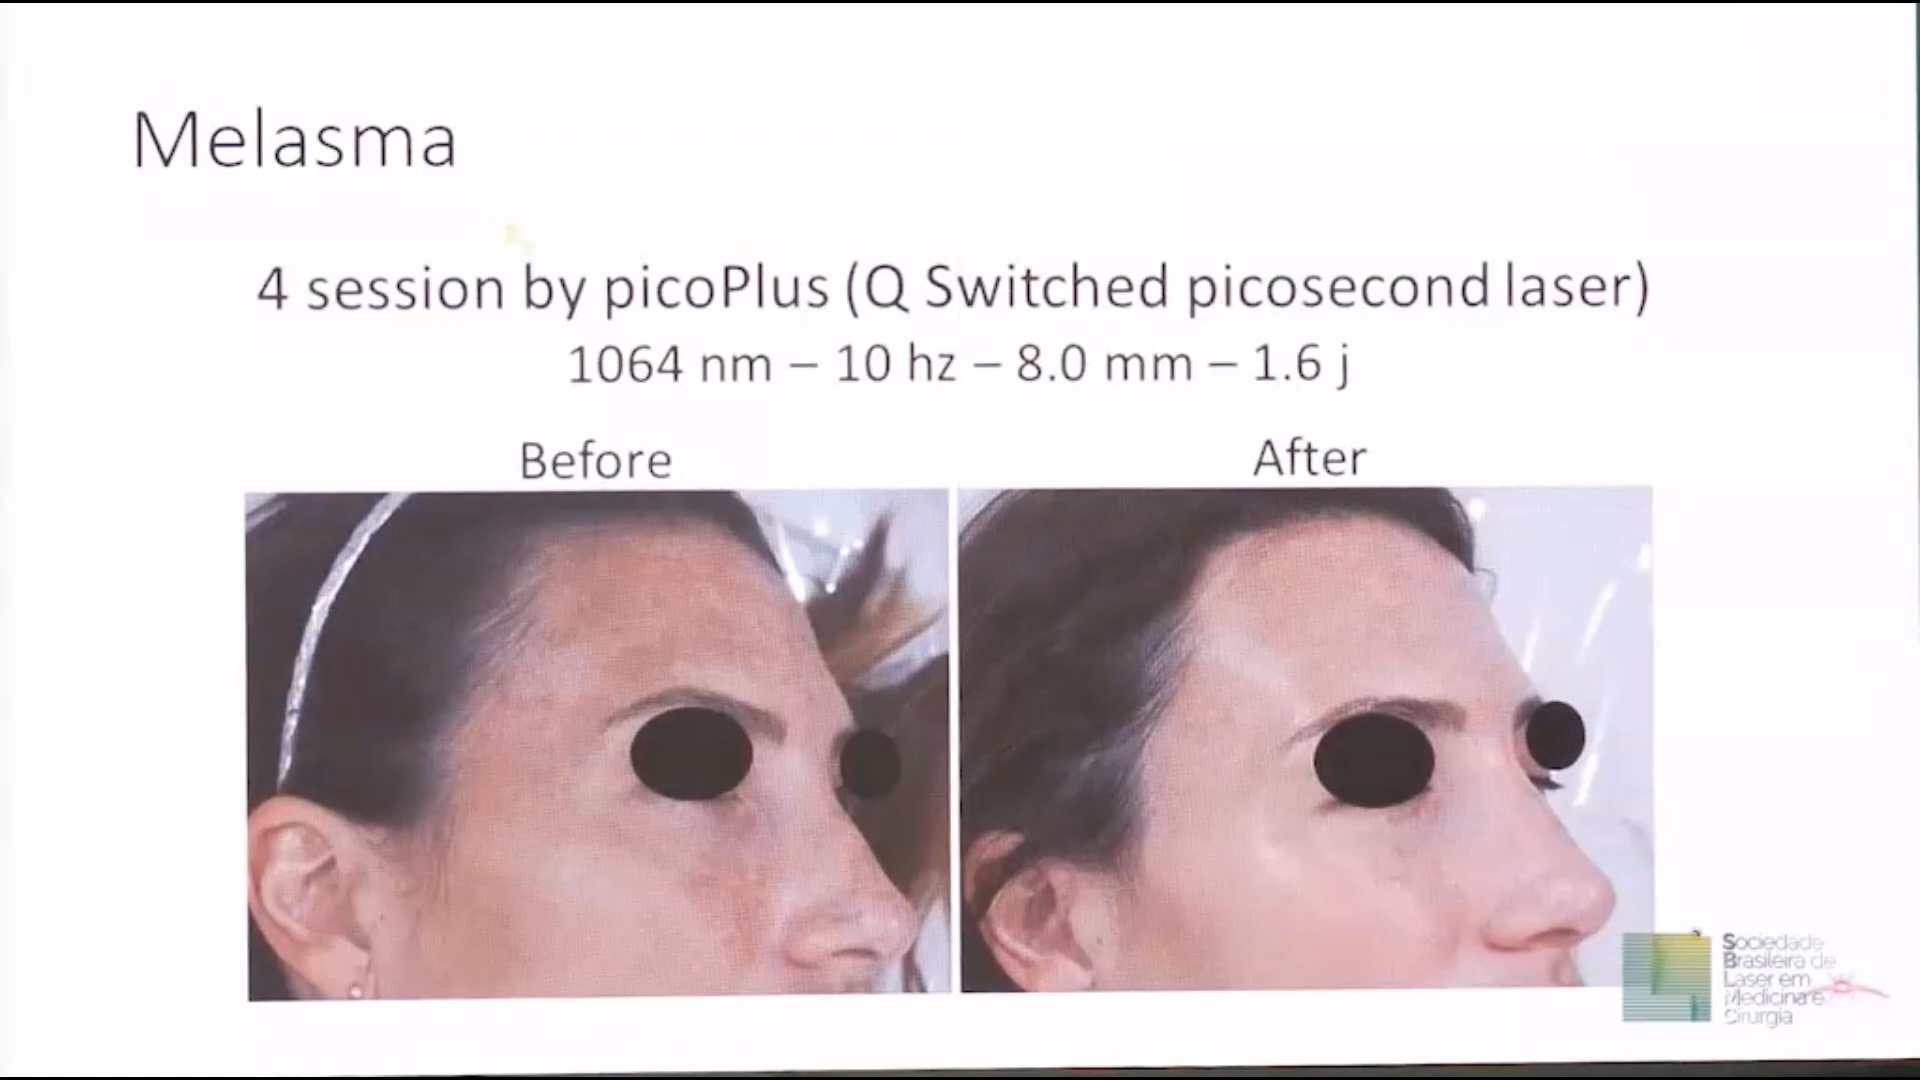 Melasma
4 session by picoPlus (Q Switched picosecond laser)
1064 nm – 10 hz – 8.0 mm – 1.6 j
Before
After
Sociedade
Brasileira de
Laser em
Medicina e
Cirurgia